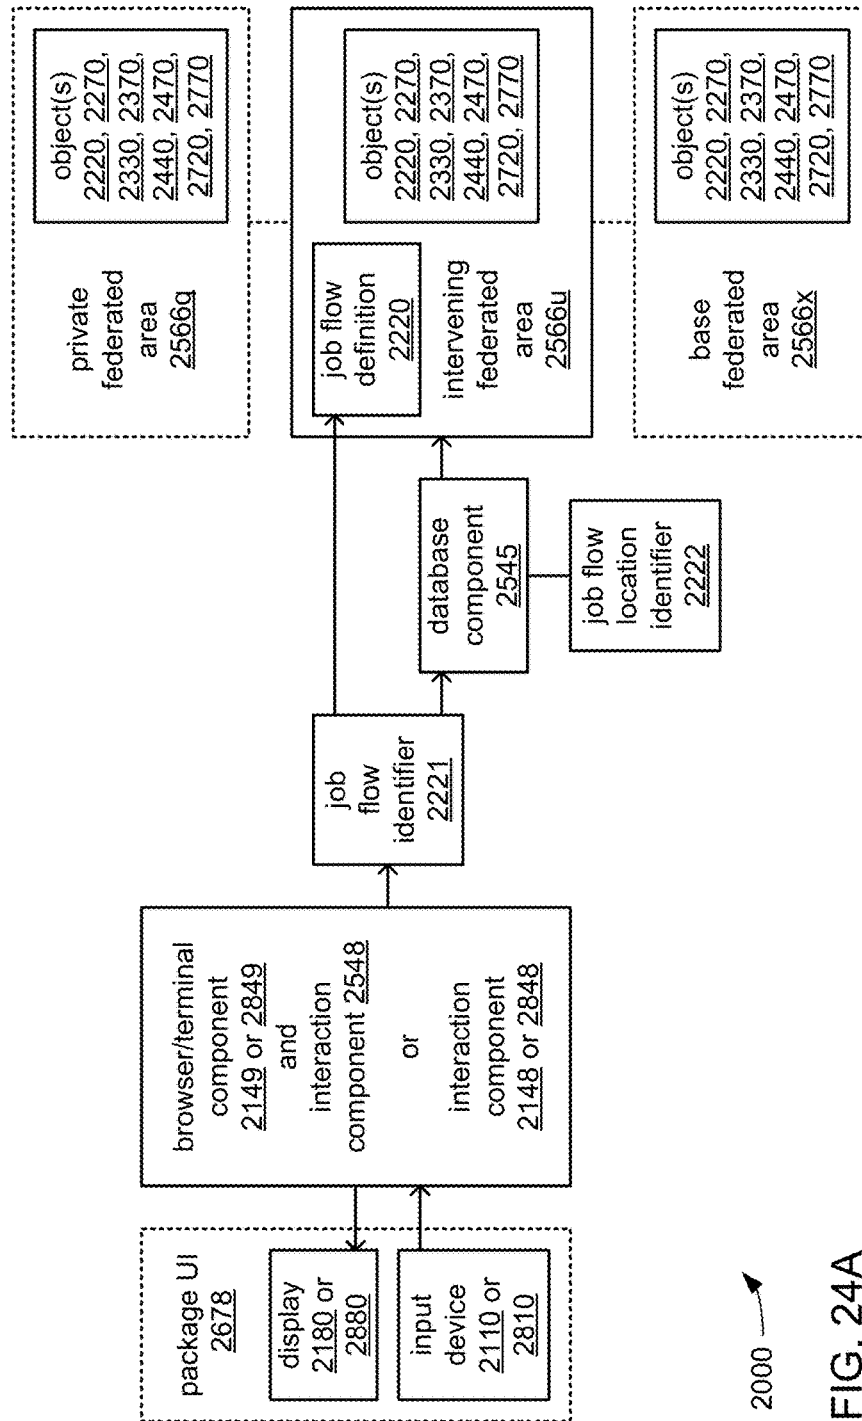 package UI
2678
display
2180 or
2880
input
device
2110 or
2810
browser/terminal
component
2149 or 2849
and
interaction
component 2548
or
interaction
component
2148 or 2848
job
flow
identifier
2221
database
component
2545
job flow
location
identifier
2222
private
federated
area
2566q
object(s)
2220, 2270,
2330, 2370,
2440, 2470,
2720, 2770
job flow
definition
2220
intervening
federated
area
2566u
object(s)
2220, 2270,
2330, 2370,
2440, 2470,
2720, 2770
base
federated
area
2566x
object(s)
2220, 2270,
2330, 2370,
2440, 2470,
2720, 2770
2000
FIG. 24A